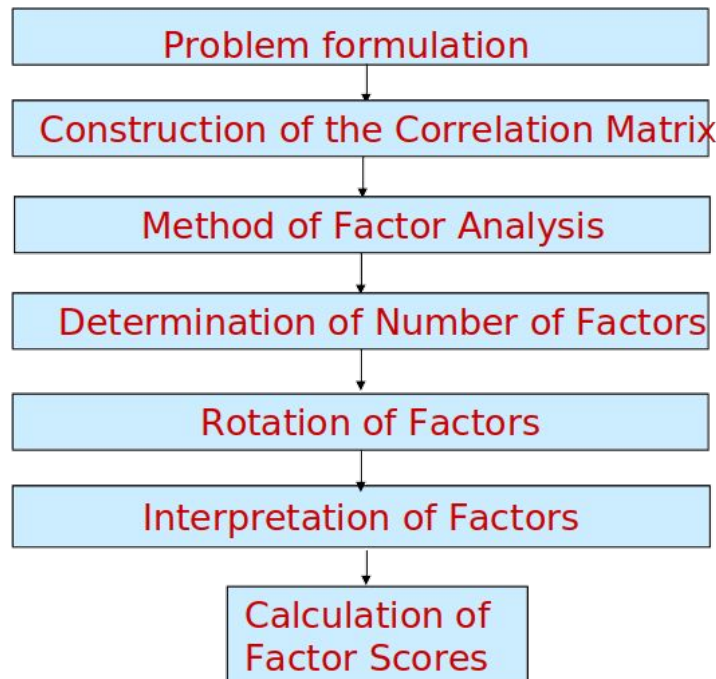 Problem formulation
Construction of the Correlation Matrix
Method of Factor Analysis
Determination of Number of Factors
Rotation of Factors
Interpretation of Factors
Calculation of
Factor Scores